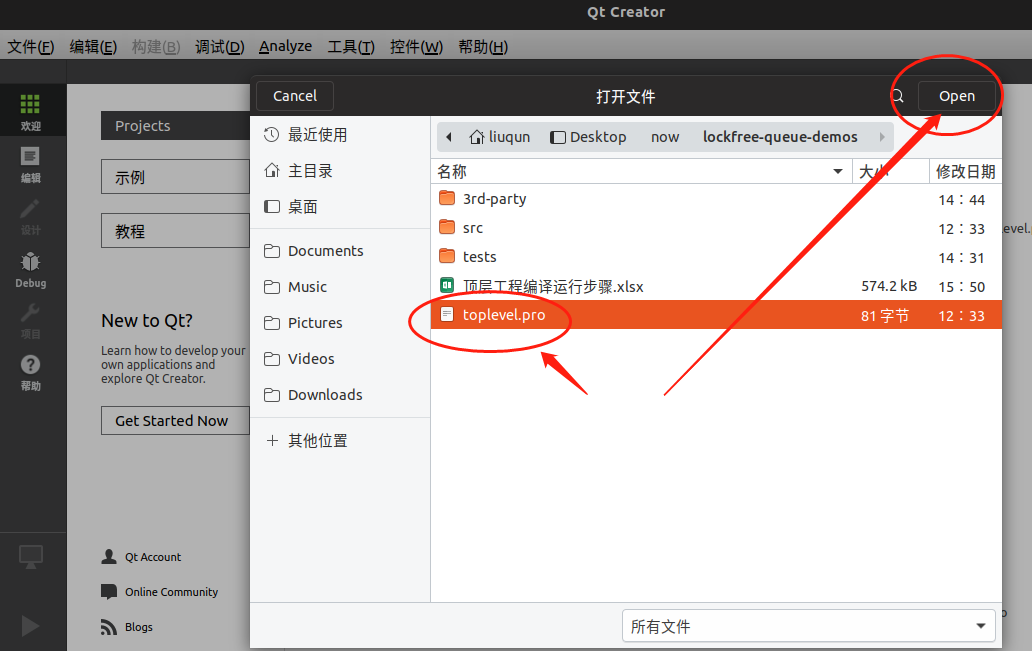 Qt Creator
文件(F) 编辑(E) 构建(B) 调试(D) Analyze 工具(T) 控件(W) 帮助(H)
Cancel 打开文件 Open
欢迎
编辑
设计
Debug
项目
帮助
Projects
示例
教程
New to Qt?
Learn how to develop your
own applications and
explore Qt Creator.
Get Started Now
Qt Account
Online Community
Blogs
最近使用
主目录
桌面
Documents
Music
Pictures
Videos
Downloads
其他位置
liuqun Desktop now lockfree-queue-demos
名称 大小 修改日期
3rd-party 14：44
src 12：33
tests 14：31
顶层工程编译运行步骤.xlsx 574.2 kB 15：50
toplevel.pro 81 字节 12：33
所有文件